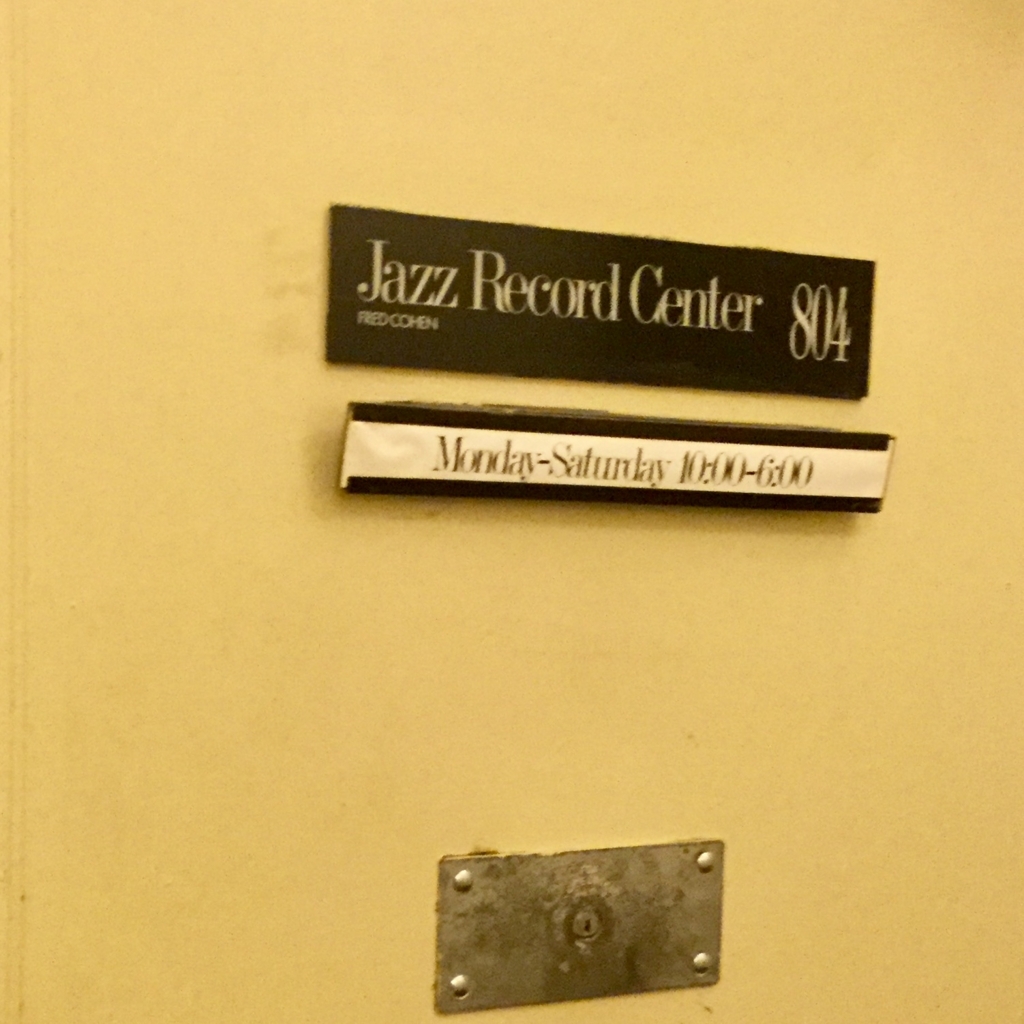 Jazz Record Center 804
FRED COHEN
Monday-Saturday 10:00-6:00